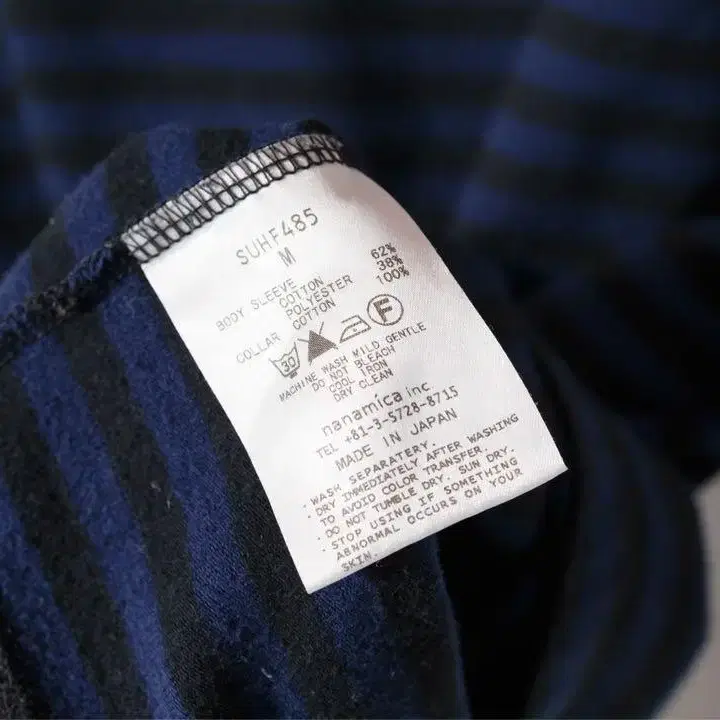 SUHF485
M
BODY SLEEVE
COTTON 62%
POLYESTER 38%
COLLAR COTTON 100%
30 F
MACHINE WASH MILD GENTLE
DO NOT BLEACH
COOL IRON
DRY CLEAN
nanamica inc
TEL +81-3-5728-8715
MADE IN JAPAN
・WASH SEPARATERY.
・DRY IMMEDIATELY AFTER WASHING
TO AVOID COLOR TRANSFER.
・DO NOT TUMBLE DRY. SUN DRY.
・STOP USING IF SOMETHING
ABNORMAL OCCURS ON YOUR
SKIN.